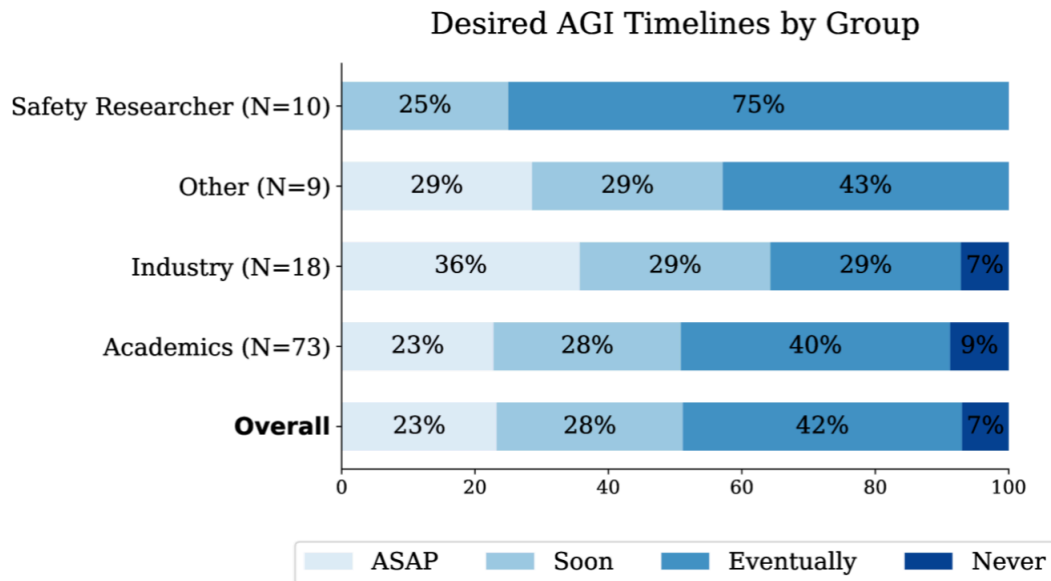 Desired AGI Timelines by Group
Safety Researcher (N=10) 25% 75%
Other (N=9) 29% 29% 43%
Industry (N=18) 36% 29% 29% 7%
Academics (N=73) 23% 28% 40% 9%
Overall 23% 28% 42% 7%
0 20 40 60 80 100
ASAP Soon Eventually Never